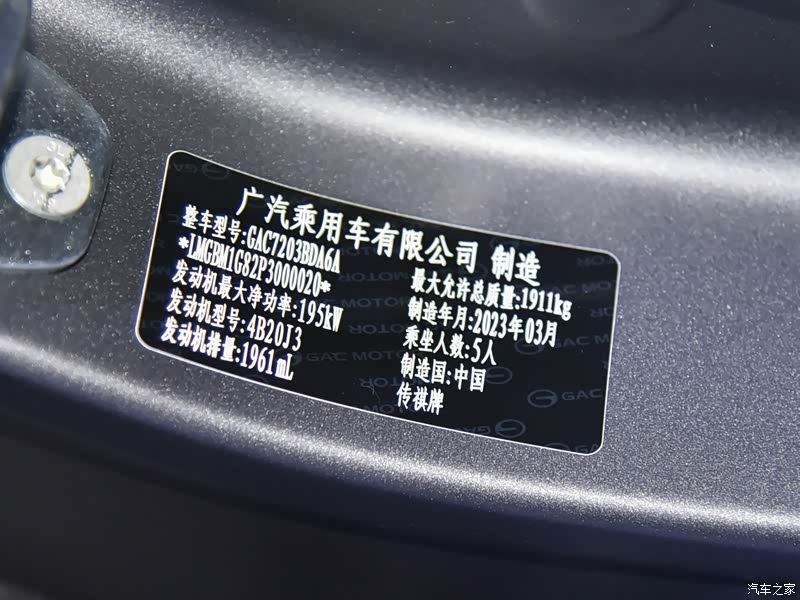 广汽乘用车有限公司 制造
整车型号:GAC7203BDA6A
*LMGBM1G82P3000020*
发动机最大净功率:195kW
发动机型号:4B20J3
发动机排量:1961mL
最大允许总质量:1911kg
制造年月:2023年03月
乘坐人数:5人
制造国:中国
传祺牌
GAC MOTOR
GAC MOTOR
汽车之家